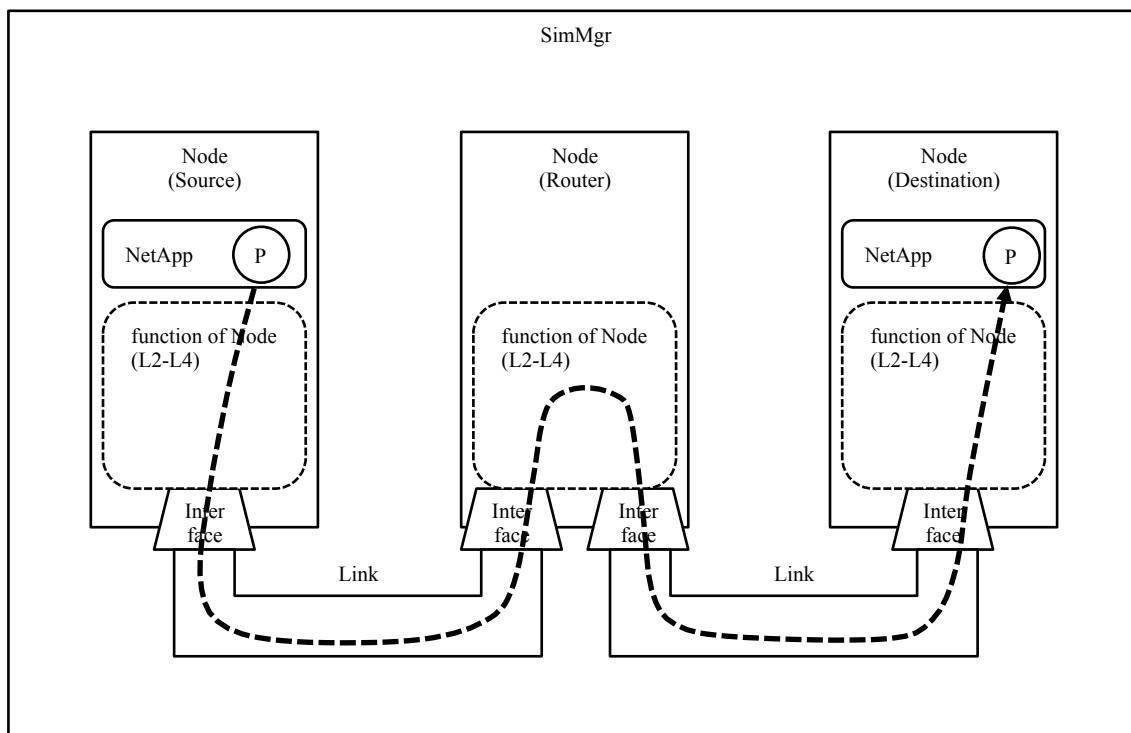 SimMgr
Node
(Source)
NetApp
P
function of Node
(L2-L4)
Inter
face
Node
(Router)
function of Node
(L2-L4)
Inter
face
Inter
face
Node
(Destination)
NetApp
P
function of Node
(L2-L4)
Inter
face
Link
Link